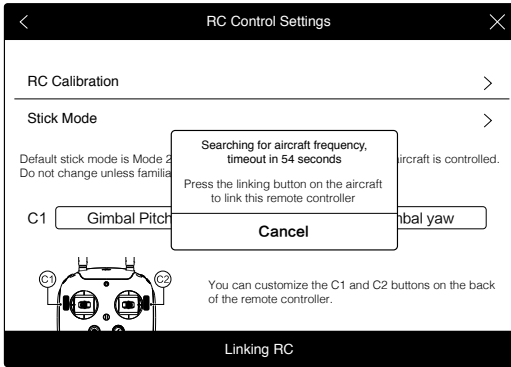 RC Control Settings
RC Calibration
Stick Mode
Searching for aircraft frequency,
timeout in 54 seconds
Default stick mode is Mode 2
aircraft is controlled.
Do not change unless
Press the linking button on the aircraft
to link this remote controller
C1
Gimbal Pitch
yaw
Cancel
C1
C2
You can customize the C1 and C2 buttons on the back
of the remote controller.
Linking RC